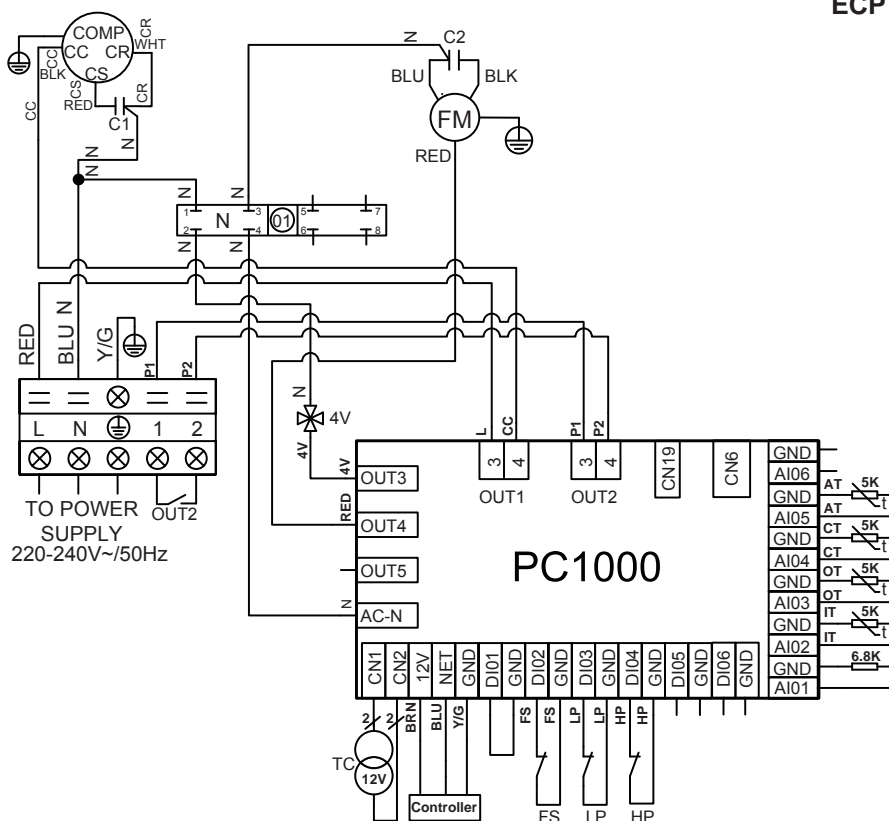 ECP
COMP
CC CR
CS
CR
WHT
CC
BLK
CS
RED
CR
C1
CC
N
N
N
N
N
N
C2
BLU
BLK
FM
RED
N
N
1
2
N
3
4
01
5
6
7
8
N
N
RED
BLU N
Y/G
P1
P2
L N 1 2
TO POWER
SUPPLY
220-240V~/50Hz
OUT2
N
4V
4V
4V
RED
N
L
CC
P1
P2
3 4
OUT1
3 4
OUT2
CN19
CN6
OUT3
OUT4
OUT5
AC-N
PC1000
GND
AI06
GND
AI05
GND
AI04
GND
AI03
GND
AI02
GND
AI01
AT 5K
t
AT
CT 5K
t
CT
OT 5K
t
OT
IT 5K
t
IT
6.8K
CN1 CN2 12V NET GND DI01 GND DI02 GND DI03 GND DI04 GND DI05 GND DI06 GND
2 2
BRN BLU Y/G
FS FS LP LP HP HP
TC
12V
Controller
FS LP HP